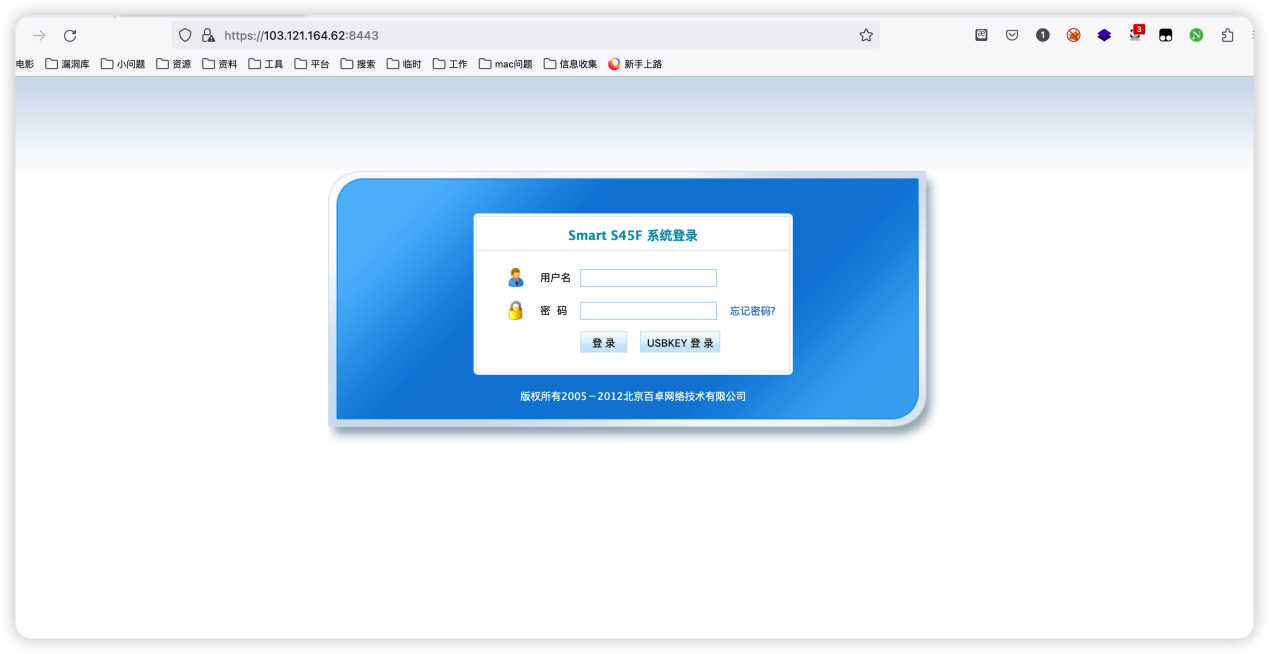 https://103.121.164.62:8443
1
3
N
电影 漏洞库 小问题 资源 资料 工具 平台 搜索 临时 工作 mac问题 信息收集 新手上路
Smart S45F 系统登录
用户名
密 码 忘记密码?
登 录 USBKEY 登 录
版权所有2005－2012北京百卓网络技术有限公司